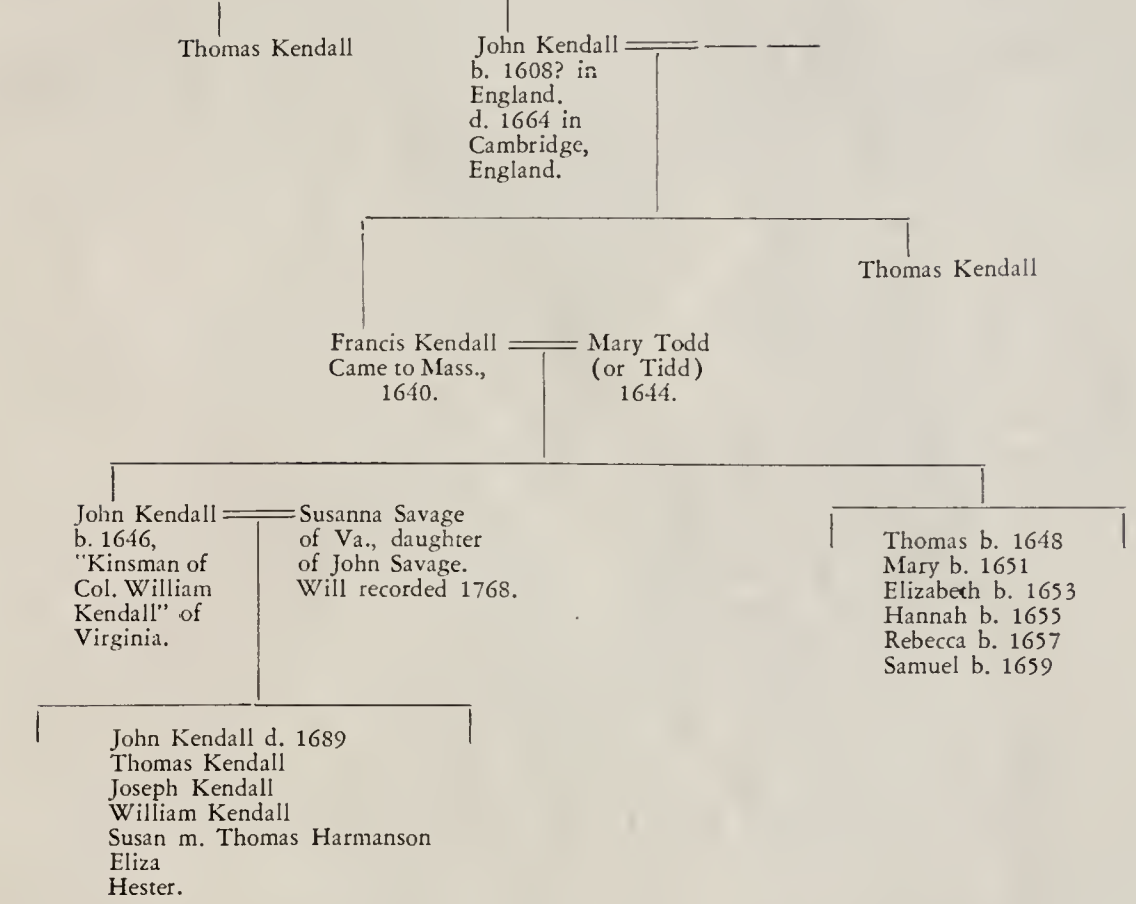 Thomas Kendall
John Kendall
b. 1608? in
England.
d. 1664 in
Cambridge,
England.
Thomas Kendall
Francis Kendall
Came to Mass.,
1640.
Mary Todd
(or Tidd)
1644.
John Kendall
b. 1646,
"Kinsman of
Col. William
Kendall" of
Virginia.
Susanna Savage
of Va., daughter
of John Savage.
Will recorded 1768.
Thomas b. 1648
Mary b. 1651
Elizabeth b. 1653
Hannah b. 1655
Rebecca b. 1657
Samuel b. 1659
John Kendall d. 1689
Thomas Kendall
Joseph Kendall
William Kendall
Susan m. Thomas Harmanson
Eliza
Hester.